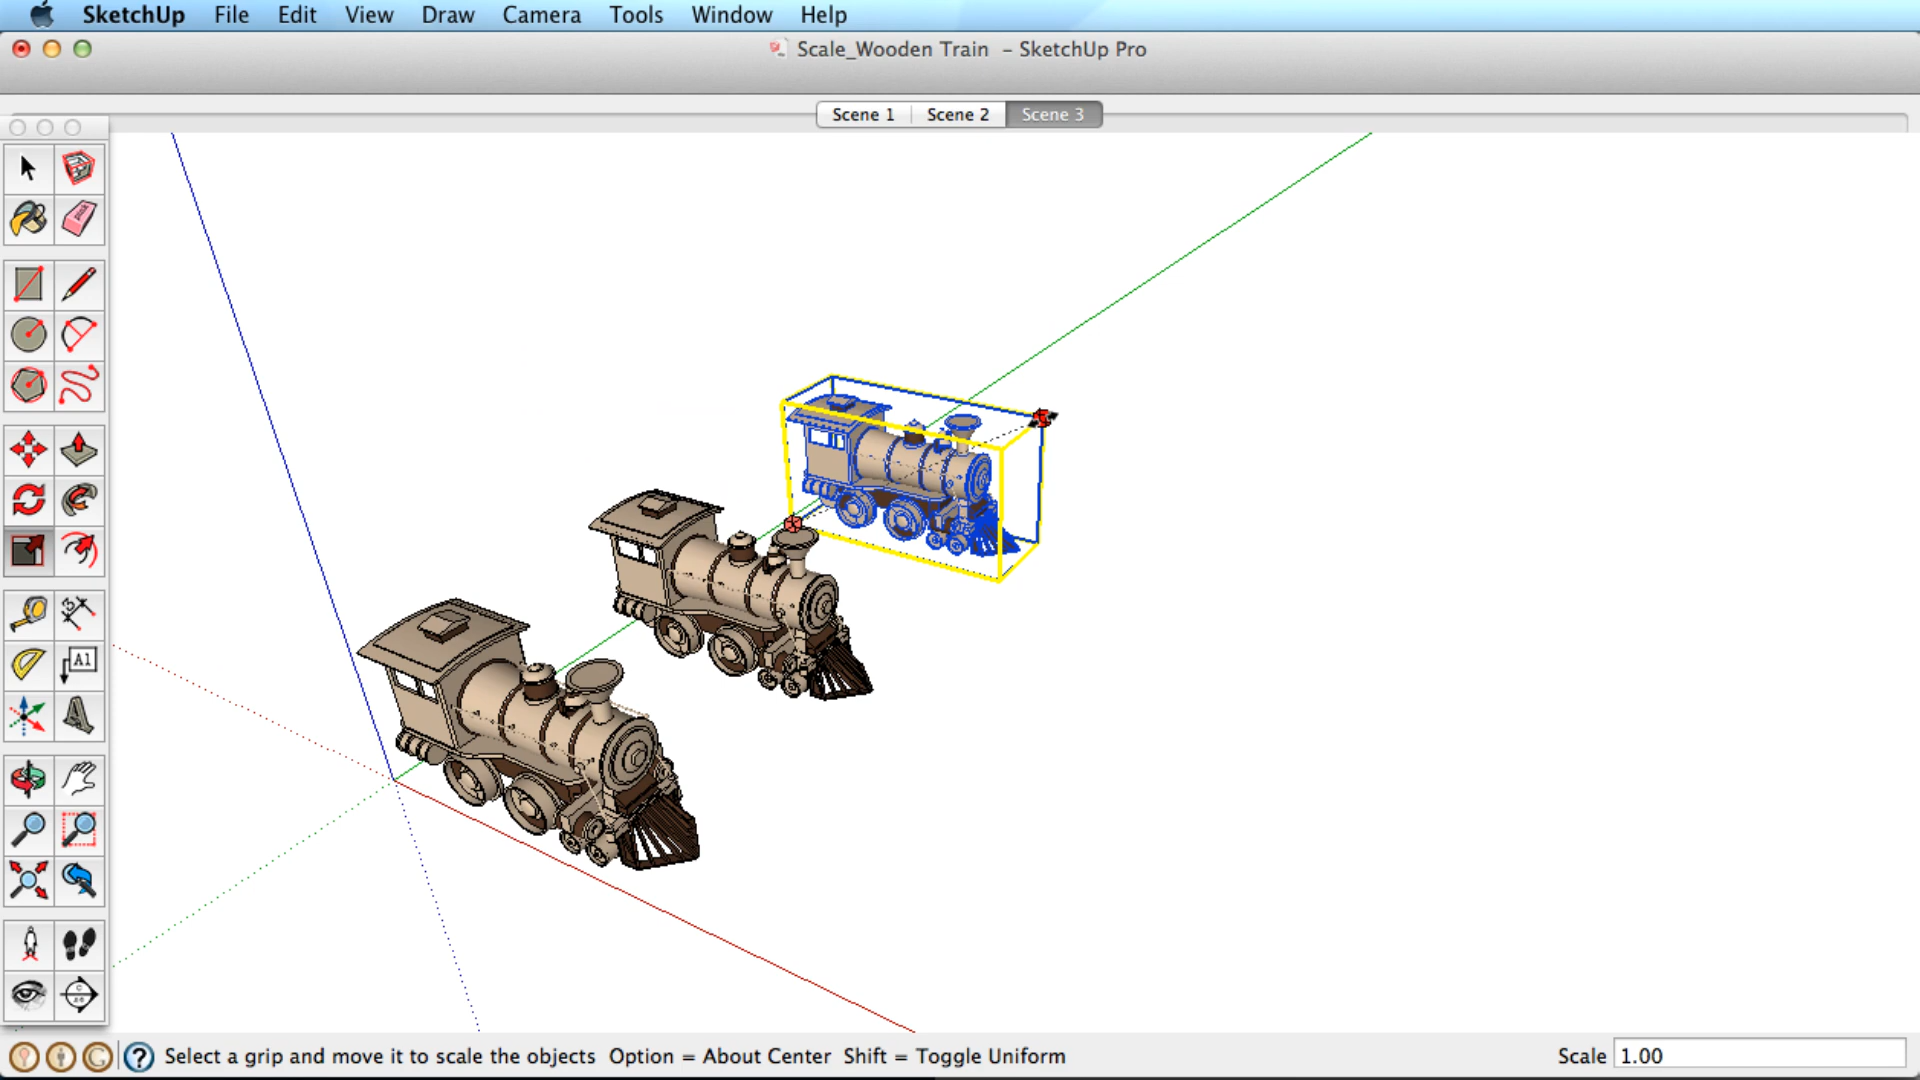 SketchUp File Edit View Draw Camera Tools Window Help
Scale_Wooden Train - SketchUp Pro
Scene 1 Scene 2 Scene 3
A1
Select a grip and move it to scale the objects Option = About Center Shift = Toggle Uniform
Scale 1.00